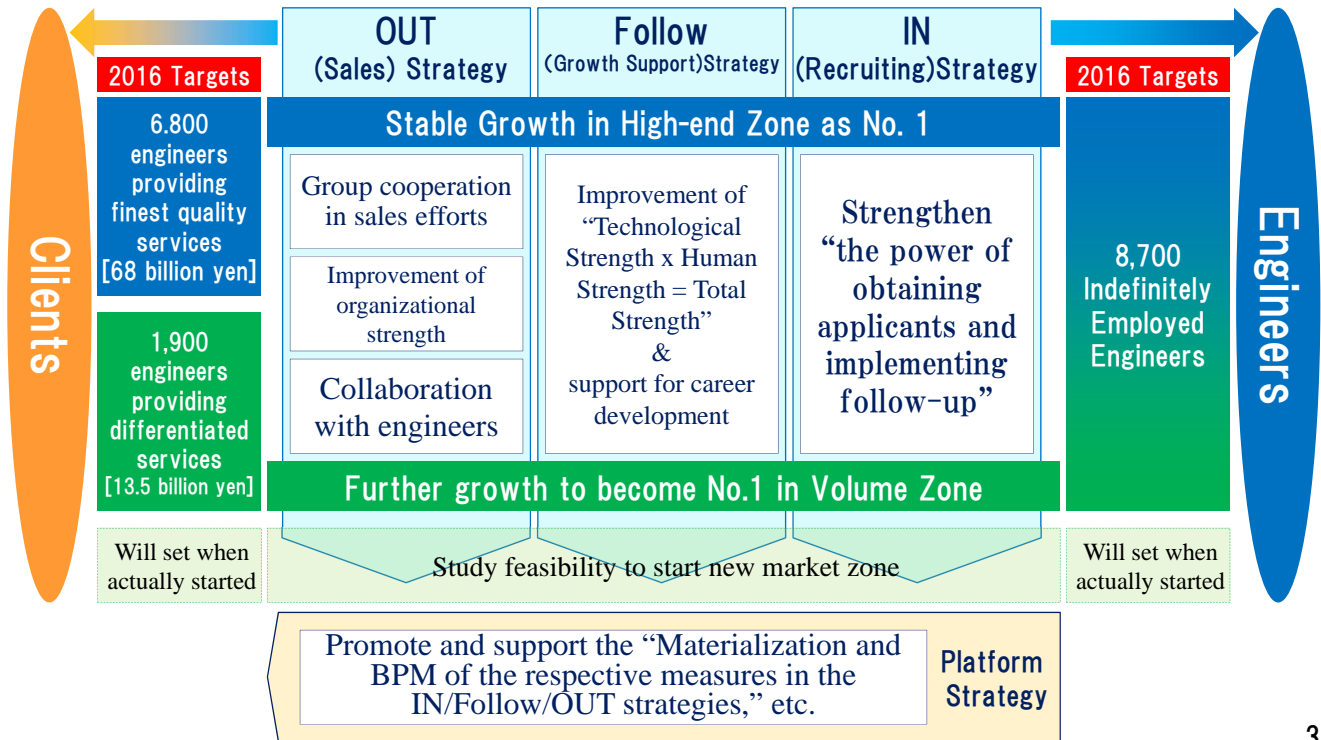 Clients
2016 Targets
6.800
engineers
providing
finest quality
services
[68 billion yen]
1,900
engineers
providing
differentiated
services
[13.5 billion yen]
Will set when
actually started
OUT
(Sales) Strategy
Follow
(Growth Support)Strategy
IN
(Recruiting)Strategy
Stable Growth in High-end Zone as No. 1
Group cooperation
in sales efforts
Improvement of
organizational
strength
Collaboration
with engineers
Improvement of
“Technological
Strength x Human
Strength = Total
Strength”
&
support for career
development
Strengthen
“the power of
obtaining
applicants and
implementing
follow-up”
Further growth to become No.1 in Volume Zone
Study feasibility to start new market zone
2016 Targets
8,700
Indefinitely
Employed
Engineers
Will set when
actually started
Engineers
Promote and support the “Materialization and
BPM of the respective measures in the
IN/Follow/OUT strategies,” etc.
Platform
Strategy
3